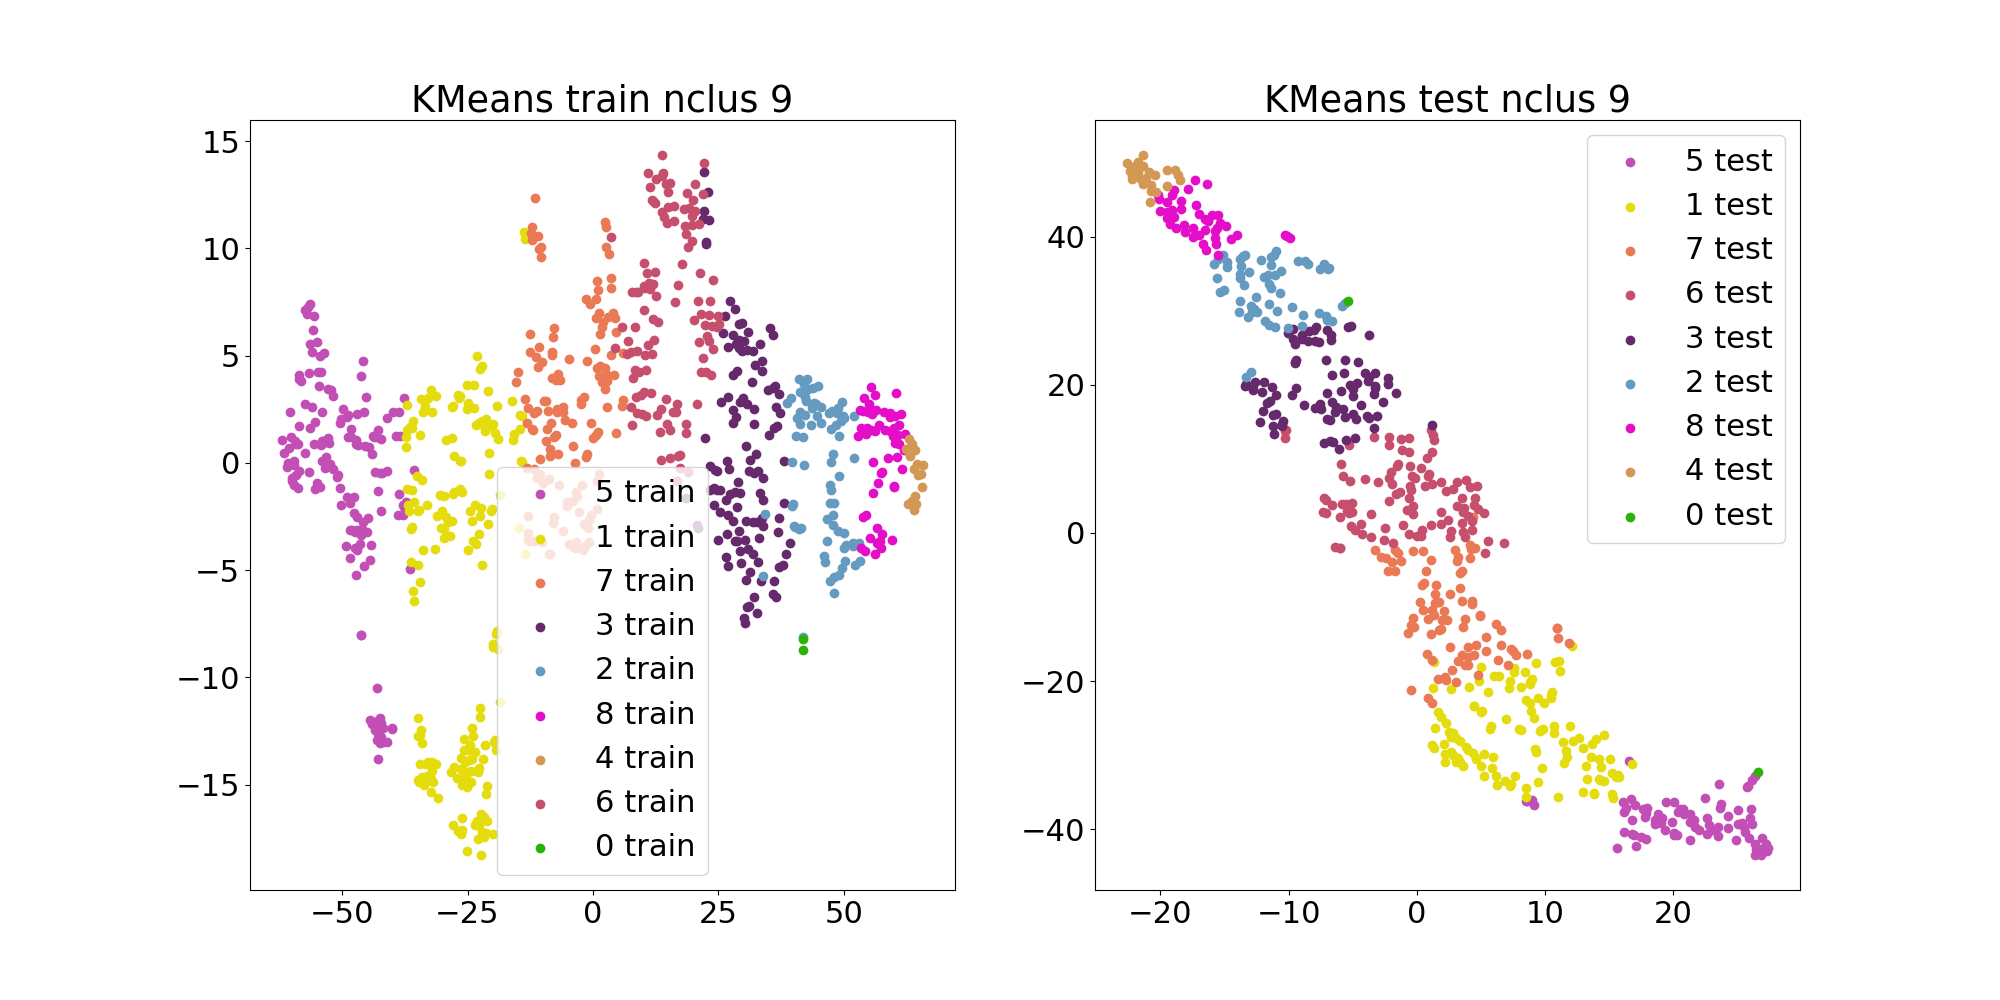 KMeans train nclus 9
15
10
5
0
−5
−10
−15
−50
−25
0
25
50
5 train
1 train
7 train
3 train
2 train
8 train
4 train
6 train
0 train
KMeans test nclus 9
40
20
0
−20
−40
−20
−10
0
10
20
5 test
1 test
7 test
6 test
3 test
2 test
8 test
4 test
0 test